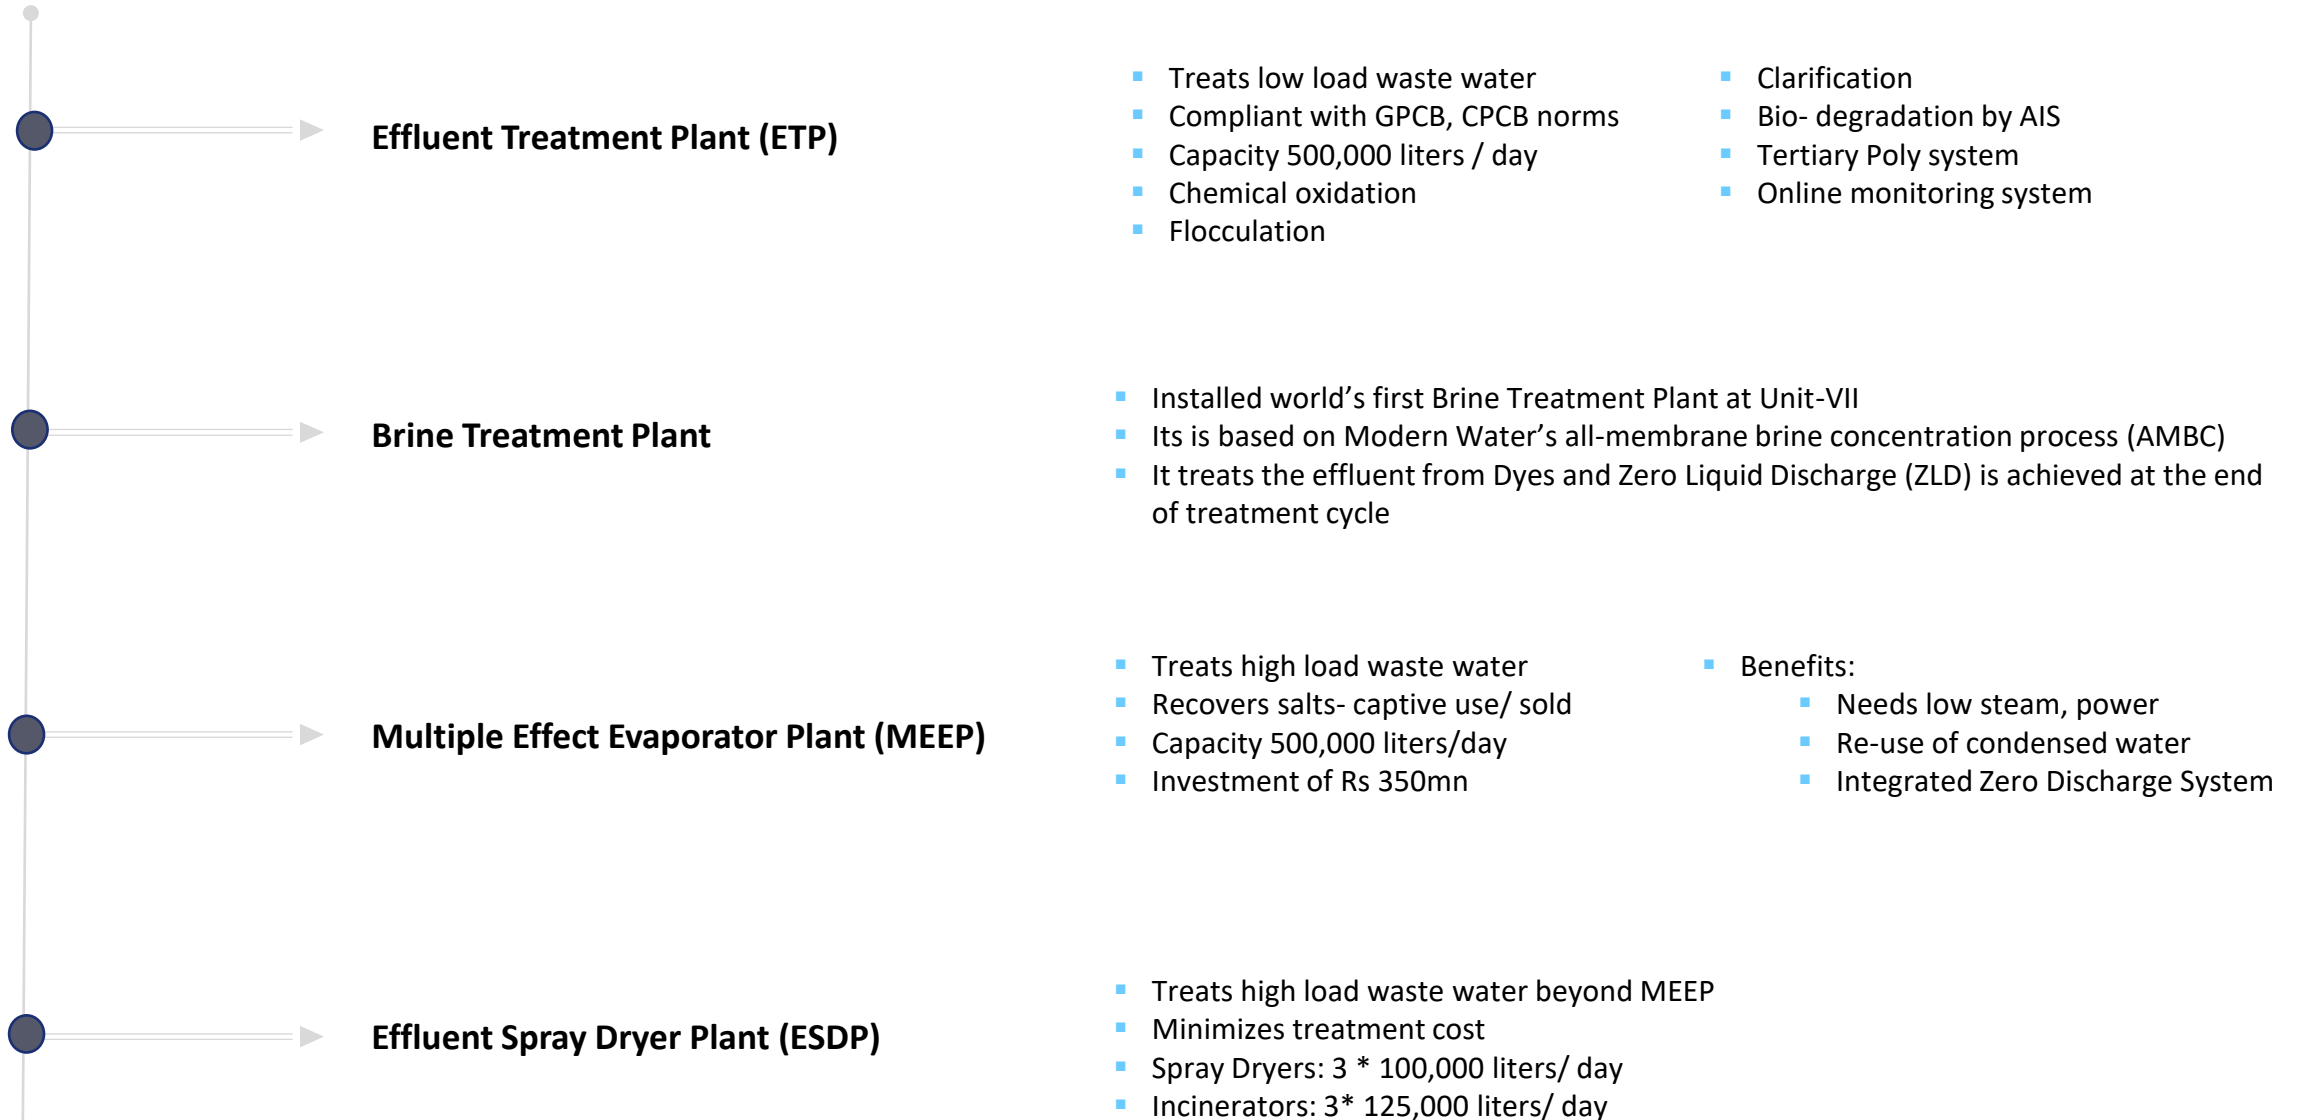 Effluent Treatment Plant (ETP)
Treats low load waste water
Compliant with GPCB, CPCB norms
Capacity 500,000 liters / day
Chemical oxidation
Flocculation
Clarification
Bio- degradation by AIS
Tertiary Poly system
Online monitoring system
Brine Treatment Plant
Installed world’s first Brine Treatment Plant at Unit-VII
Its is based on Modern Water’s all-membrane brine concentration process (AMBC)
It treats the effluent from Dyes and Zero Liquid Discharge (ZLD) is achieved at the end
of treatment cycle
Multiple Effect Evaporator Plant (MEEP)
Treats high load waste water
Recovers salts- captive use/ sold
Capacity 500,000 liters/day
Investment of Rs 350mn
Benefits:
Needs low steam, power
Re-use of condensed water
Integrated Zero Discharge System
Effluent Spray Dryer Plant (ESDP)
Treats high load waste water beyond MEEP
Minimizes treatment cost
Spray Dryers: 3 * 100,000 liters/ day
Incinerators: 3* 125,000 liters/ day